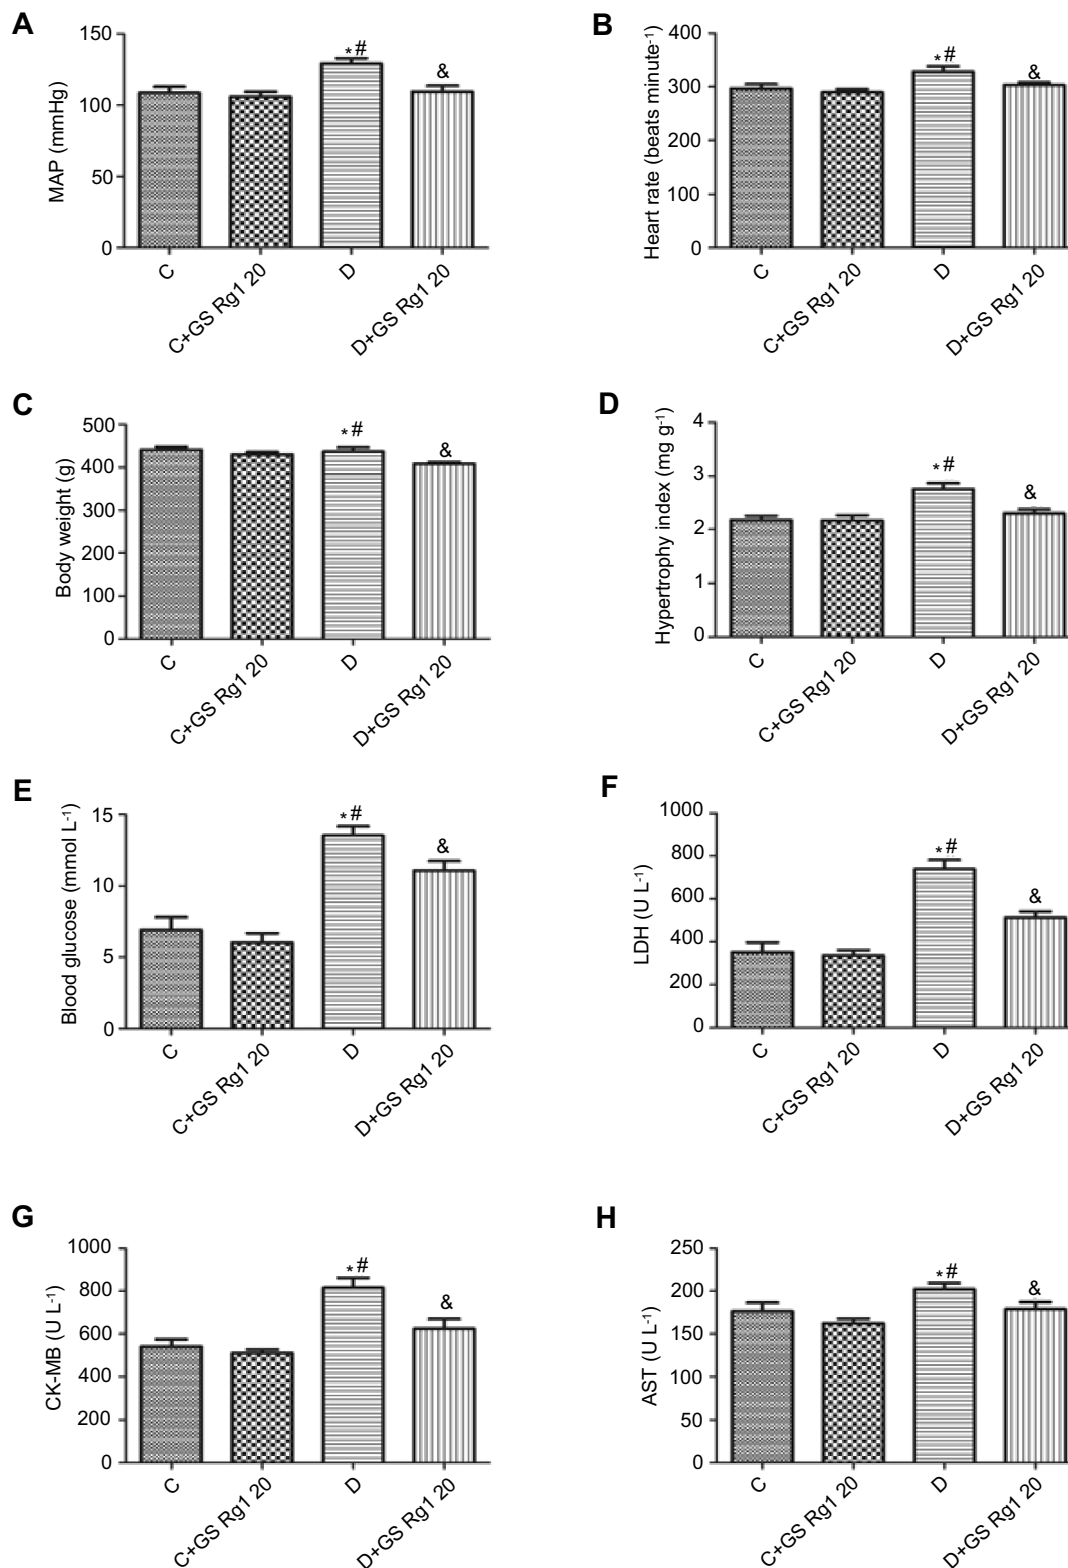 A
MAP (mmHg)
150
100
50
0
*#
&
C
C+GS Rg1 20
D
D+GS Rg1 20
B
Heart rate (beats minute-1)
400
300
200
100
0
*#
&
C
C+GS Rg1 20
D
D+GS Rg1 20
C
Body weight (g)
500
400
300
200
100
0
*#
&
C
C+GS Rg1 20
D
D+GS Rg1 20
D
Hypertrophy index (mg g-1)
4
3
2
1
0
*#
&
C
C+GS Rg1 20
D
D+GS Rg1 20
E
Blood glucose (mmol L-1)
15
10
5
0
*#
&
C
C+GS Rg1 20
D
D+GS Rg1 20
F
LDH (U L-1)
1000
800
600
400
200
0
*#
&
C
C+GS Rg1 20
D
D+GS Rg1 20
G
CK-MB (U L-1)
1000
800
600
400
200
0
*#
&
C
C+GS Rg1 20
D
D+GS Rg1 20
H
AST (U L-1)
250
200
150
100
50
0
*#
&
C
C+GS Rg1 20
D
D+GS Rg1 20